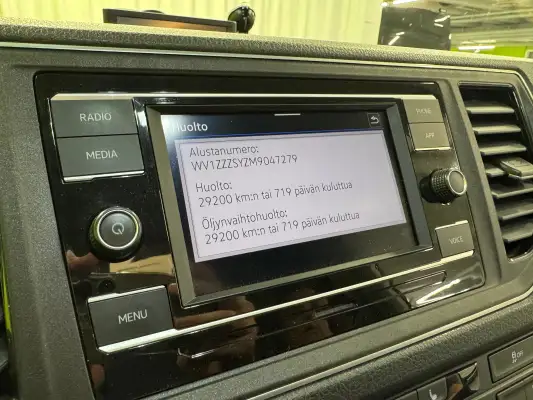 RADIO
MEDIA
MENU
PHONE
APP
VOICE
Huolto
Alustanumero:
WV1ZZZSYZM9047279
Huolto:
29200 km:n tai 719 päivän kuluttua
Öljynvaihtohuolto:
29200 km:n tai 719 päivän kuluttua
OFF